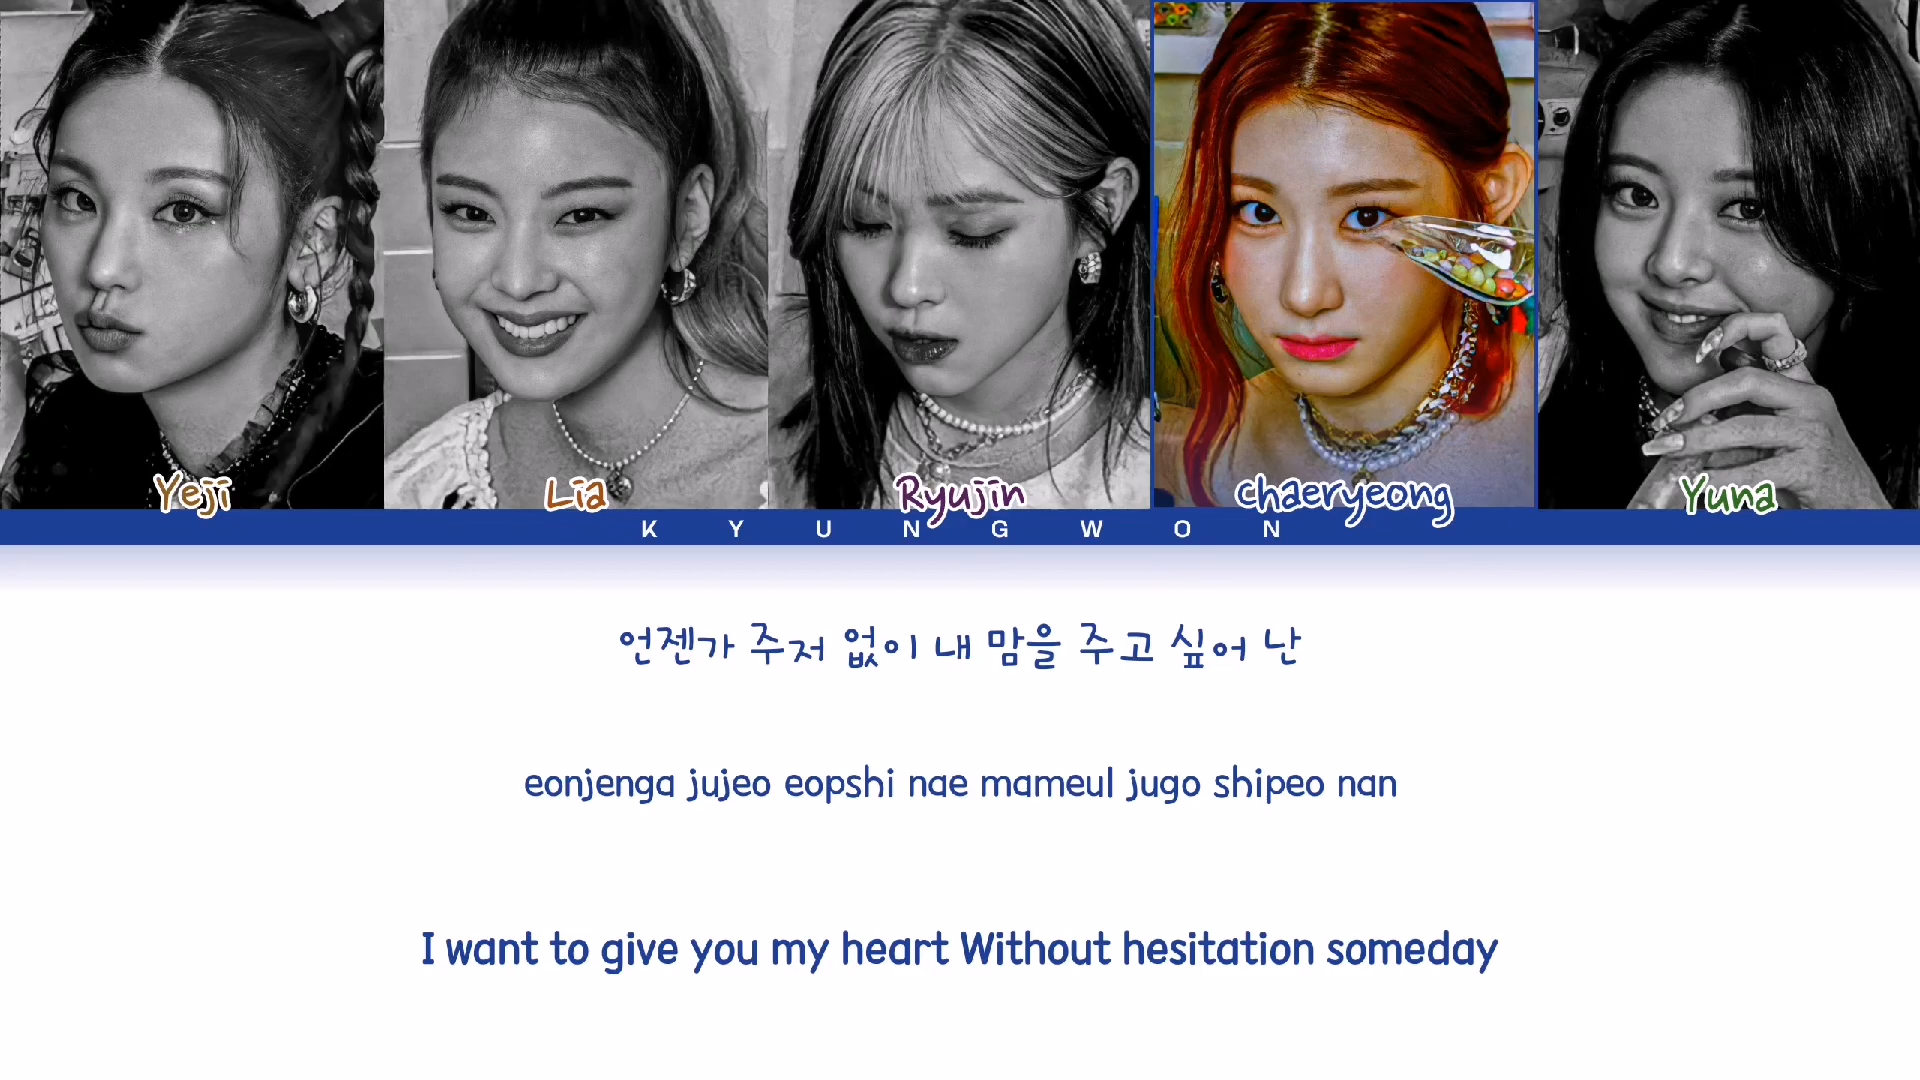 Yeji
Lia
Ryujin
chaeryeong
Yuna
KYUNGWON
언젠가 주저 없이 내 맘을 주고 싶어 난
eonjenga jujeo eopshi nae mameul jugo shipeo nan
I want to give you my heart Without hesitation someday